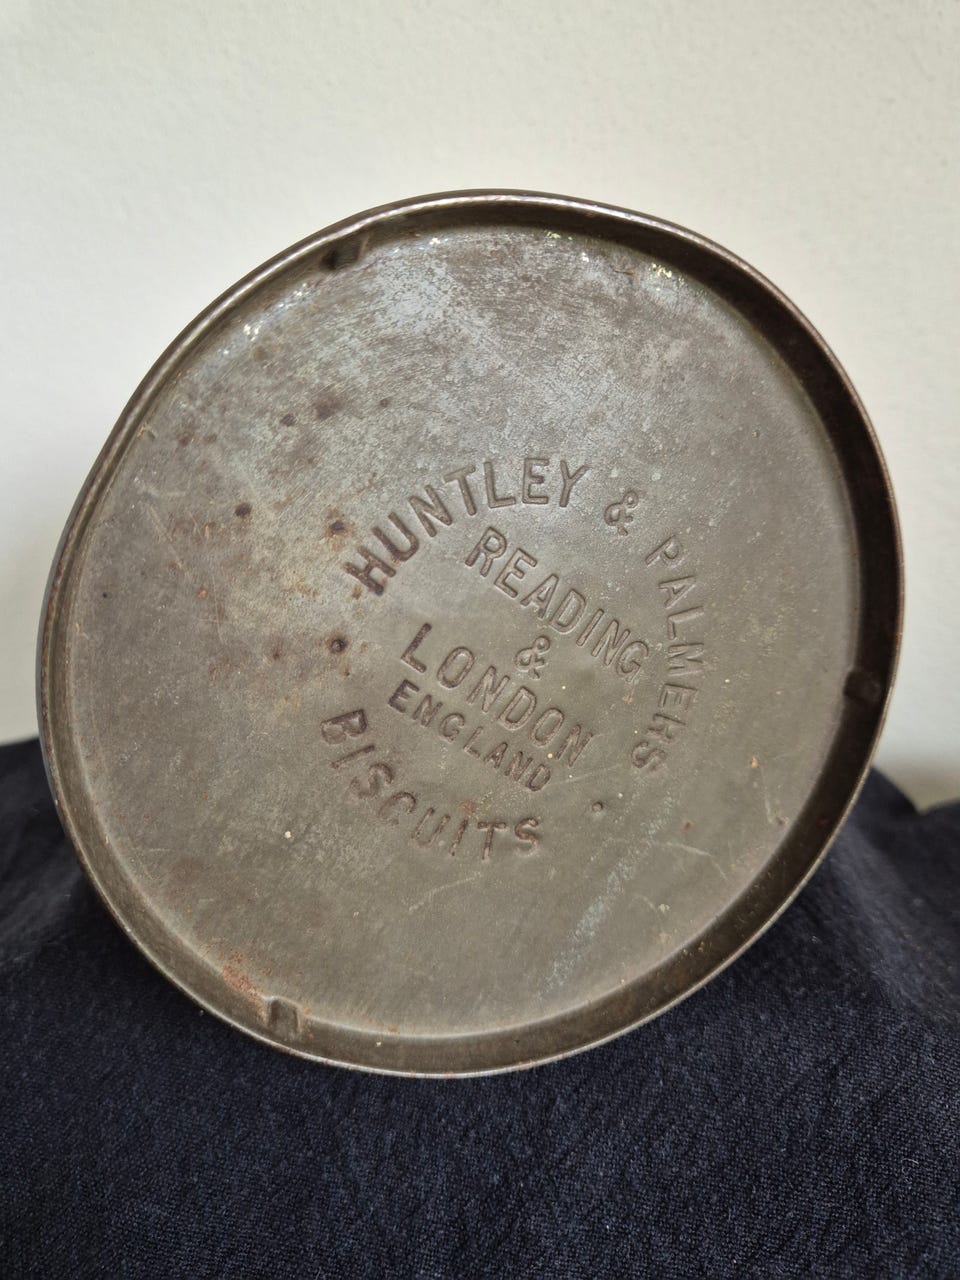 HUNTLEY & PALMERS
READING
&
LONDON
ENGLAND
BISCUITS